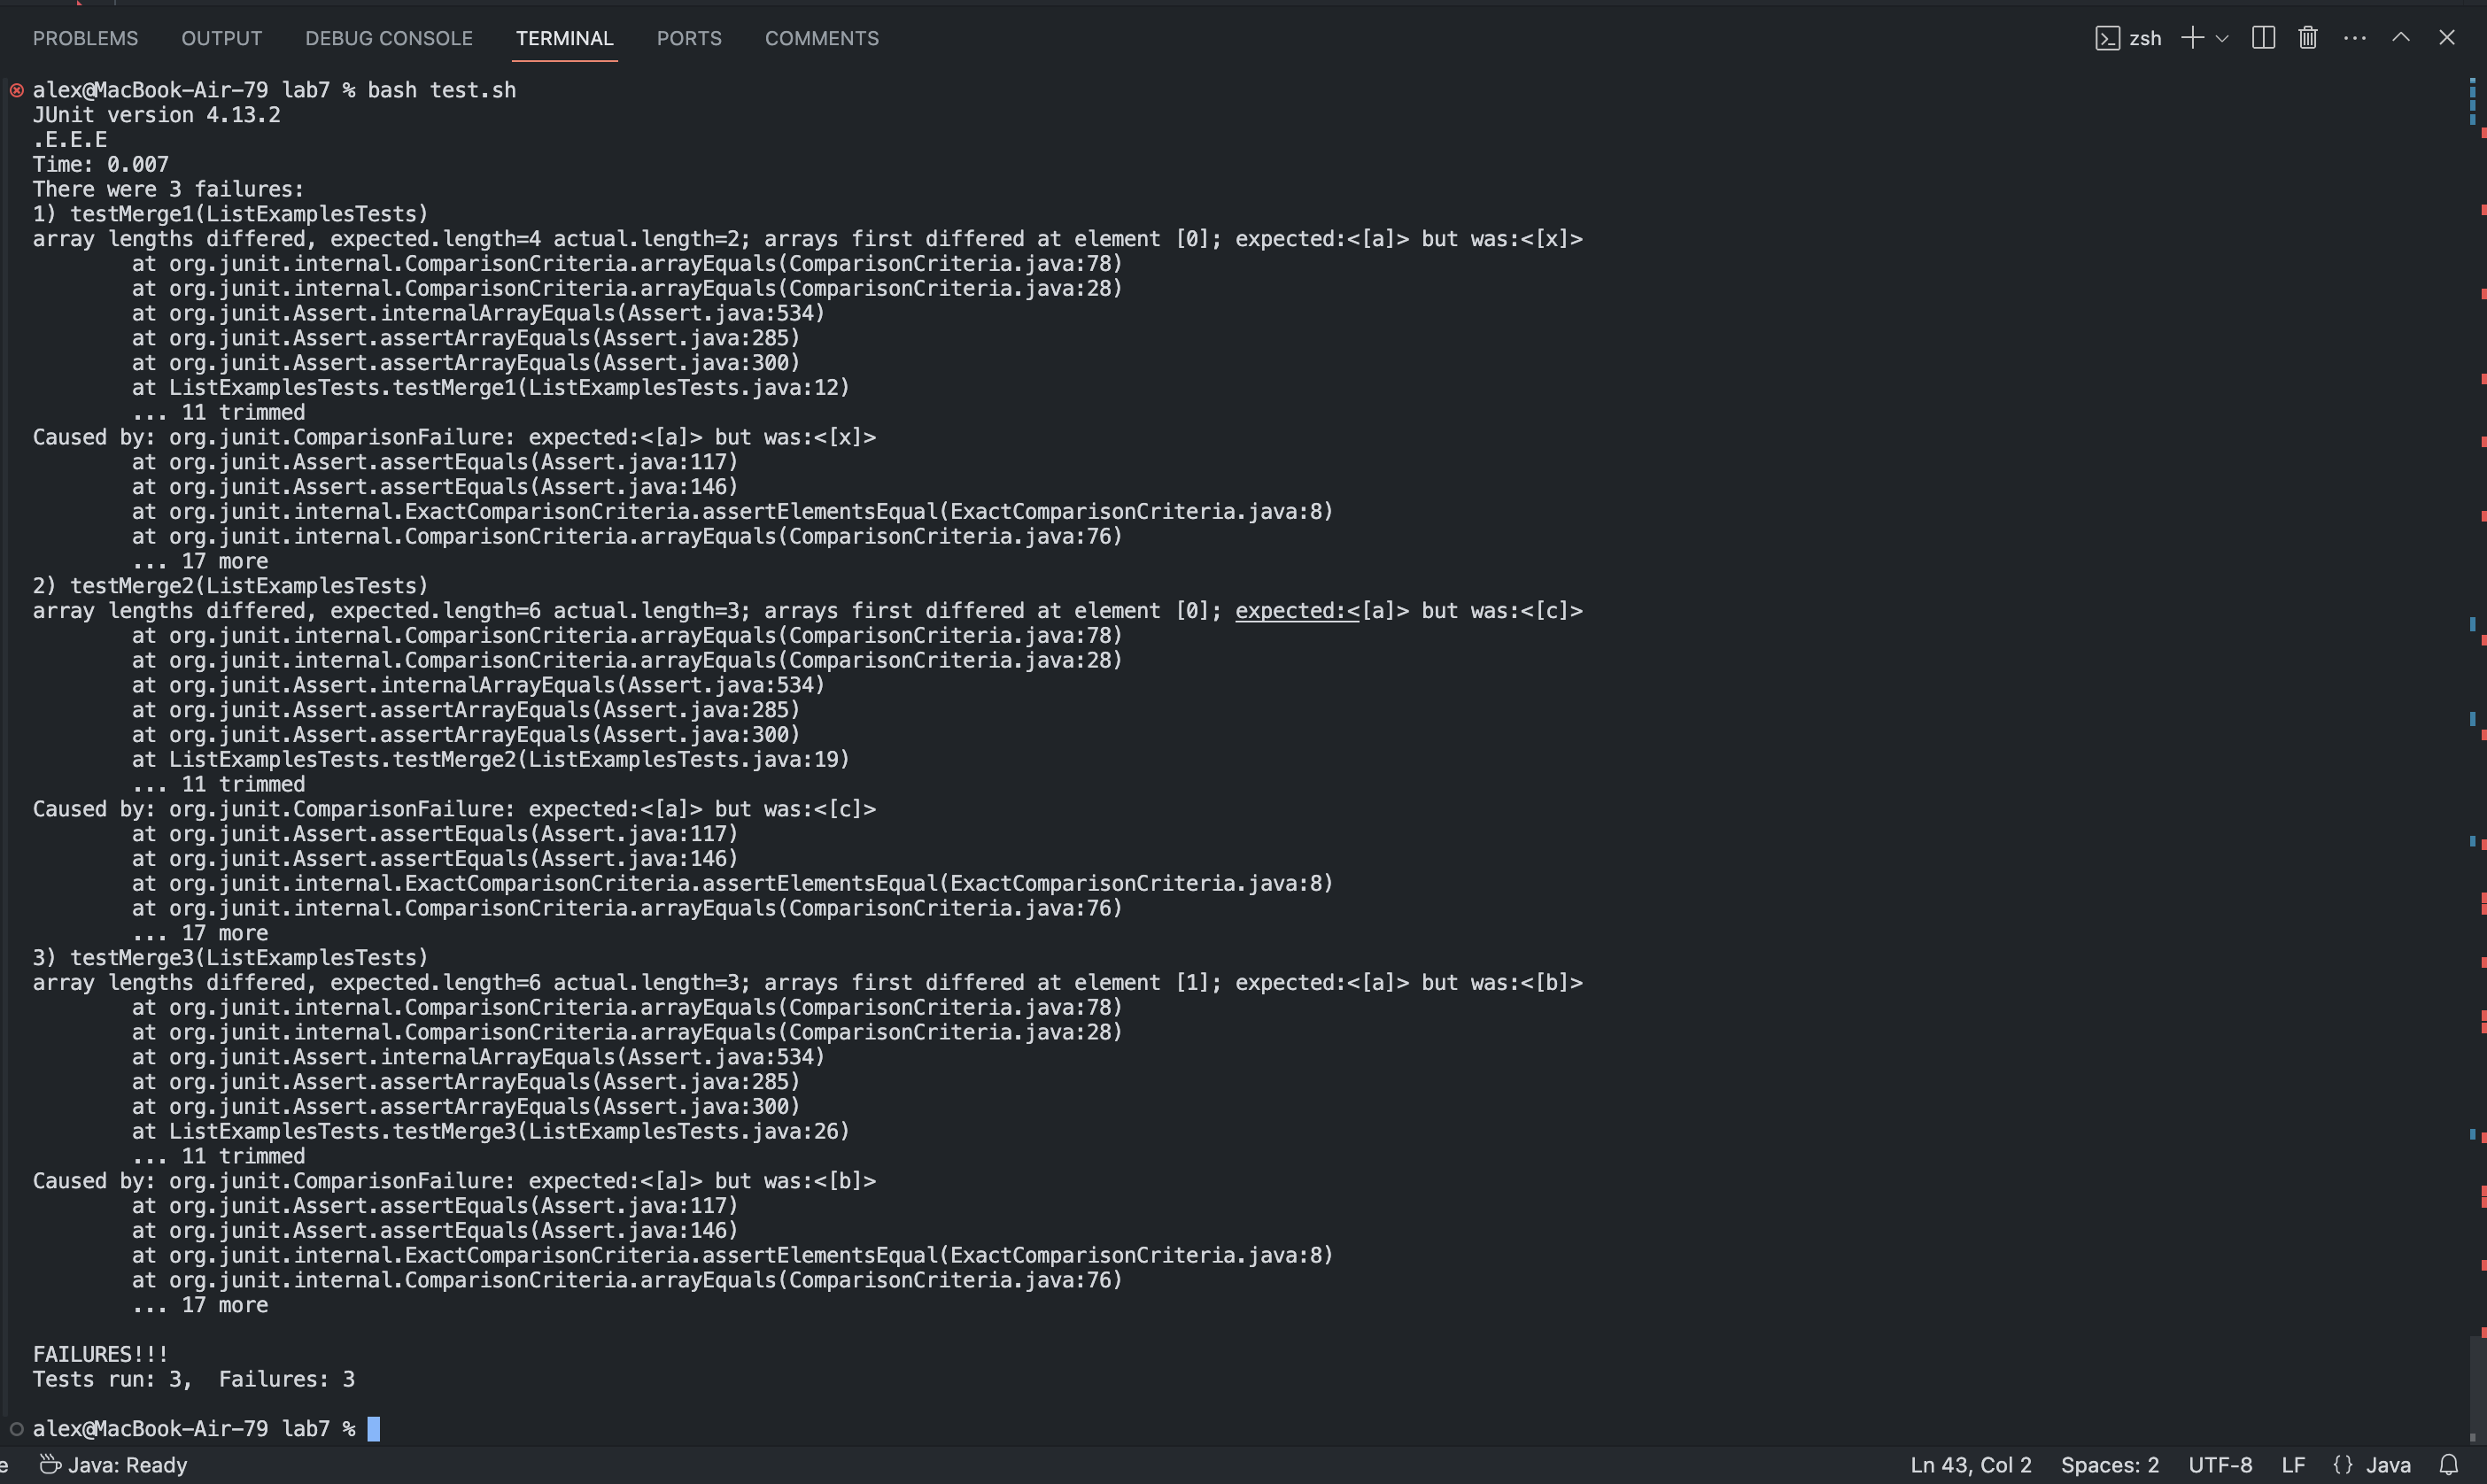 PROBLEMS OUTPUT DEBUG CONSOLE TERMINAL PORTS COMMENTS zsh
alex@MacBook-Air-79 lab7 % bash test.sh
JUnit version 4.13.2
.E.E.E
Time: 0.007
There were 3 failures:
1) testMerge1(ListExamplesTests)
array lengths differed, expected.length=4 actual.length=2; arrays first differed at element [0]; expected:<[a]> but was:<[x]>
at org.junit.internal.ComparisonCriteria.arrayEquals(ComparisonCriteria.java:78)
at org.junit.internal.ComparisonCriteria.arrayEquals(ComparisonCriteria.java:28)
at org.junit.Assert.internalArrayEquals(Assert.java:534)
at org.junit.Assert.assertArrayEquals(Assert.java:285)
at org.junit.Assert.assertArrayEquals(Assert.java:300)
at ListExamplesTests.testMerge1(ListExamplesTests.java:12)
... 11 trimmed
Caused by: org.junit.ComparisonFailure: expected:<[a]> but was:<[x]>
at org.junit.Assert.assertEquals(Assert.java:117)
at org.junit.Assert.assertEquals(Assert.java:146)
at org.junit.internal.ExactComparisonCriteria.assertElementsEqual(ExactComparisonCriteria.java:8)
at org.junit.internal.ComparisonCriteria.arrayEquals(ComparisonCriteria.java:76)
... 17 more
2) testMerge2(ListExamplesTests)
array lengths differed, expected.length=6 actual.length=3; arrays first differed at element [0]; expected:<[a]> but was:<[c]>
at org.junit.internal.ComparisonCriteria.arrayEquals(ComparisonCriteria.java:78)
at org.junit.internal.ComparisonCriteria.arrayEquals(ComparisonCriteria.java:28)
at org.junit.Assert.internalArrayEquals(Assert.java:534)
at org.junit.Assert.assertArrayEquals(Assert.java:285)
at org.junit.Assert.assertArrayEquals(Assert.java:300)
at ListExamplesTests.testMerge2(ListExamplesTests.java:19)
... 11 trimmed
Caused by: org.junit.ComparisonFailure: expected:<[a]> but was:<[c]>
at org.junit.Assert.assertEquals(Assert.java:117)
at org.junit.Assert.assertEquals(Assert.java:146)
at org.junit.internal.ExactComparisonCriteria.assertElementsEqual(ExactComparisonCriteria.java:8)
at org.junit.internal.ComparisonCriteria.arrayEquals(ComparisonCriteria.java:76)
... 17 more
3) testMerge3(ListExamplesTests)
array lengths differed, expected.length=6 actual.length=3; arrays first differed at element [1]; expected:<[a]> but was:<[b]>
at org.junit.internal.ComparisonCriteria.arrayEquals(ComparisonCriteria.java:78)
at org.junit.internal.ComparisonCriteria.arrayEquals(ComparisonCriteria.java:28)
at org.junit.Assert.internalArrayEquals(Assert.java:534)
at org.junit.Assert.assertArrayEquals(Assert.java:285)
at org.junit.Assert.assertArrayEquals(Assert.java:300)
at ListExamplesTests.testMerge3(ListExamplesTests.java:26)
... 11 trimmed
Caused by: org.junit.ComparisonFailure: expected:<[a]> but was:<[b]>
at org.junit.Assert.assertEquals(Assert.java:117)
at org.junit.Assert.assertEquals(Assert.java:146)
at org.junit.internal.ExactComparisonCriteria.assertElementsEqual(ExactComparisonCriteria.java:8)
at org.junit.internal.ComparisonCriteria.arrayEquals(ComparisonCriteria.java:76)
... 17 more
FAILURES!!!
Tests run: 3,  Failures: 3
alex@MacBook-Air-79 lab7 %
e Java: Ready Ln 43, Col 2 Spaces: 2 UTF-8 LF {} Java